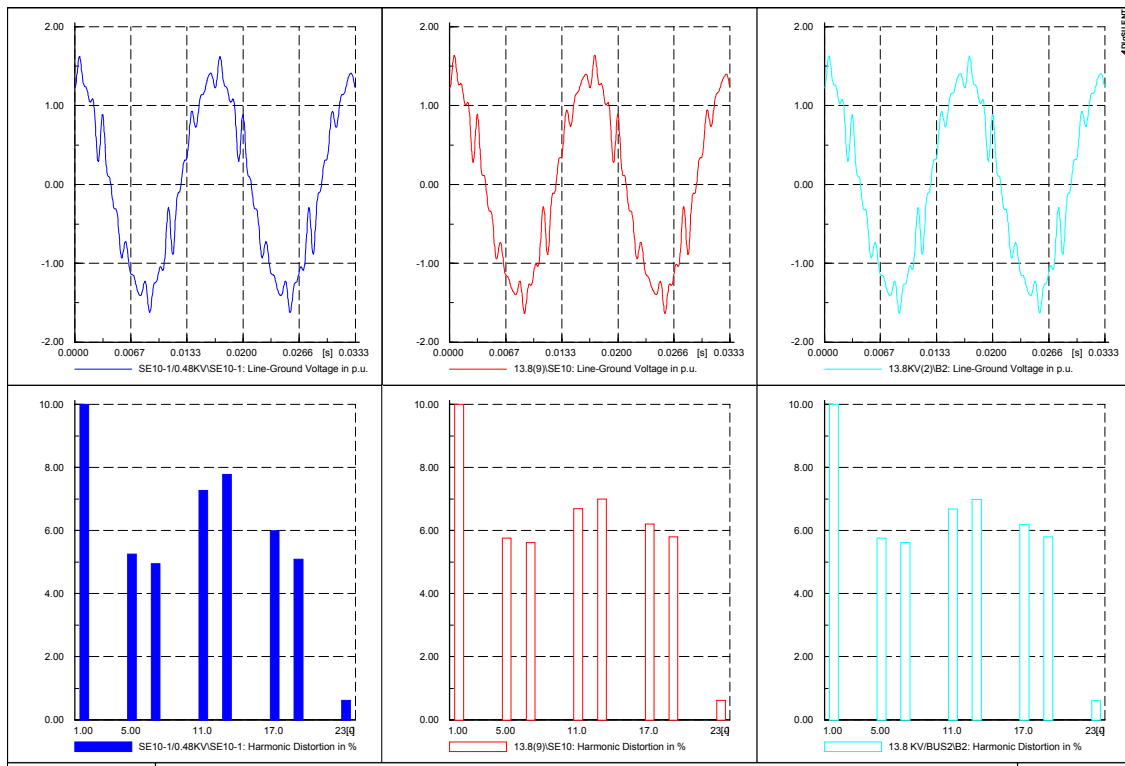 2.00 1.00 0.00 -1.00 -2.00
0.0000 0.0067 0.0133 0.0200 0.0266 [s] 0.0333
SE10-1/0.48KV\SE10-1: Line-Ground Voltage in p.u.
2.00 1.00 0.00 -1.00 -2.00
0.0000 0.0067 0.0133 0.0200 0.0266 [s] 0.0333
13.8(9)\SE10: Line-Ground Voltage in p.u.
2.00 1.00 0.00 -1.00 -2.00
0.0000 0.0067 0.0133 0.0200 0.0266 [s] 0.0333
13.8KV(2)\B2: Line-Ground Voltage in p.u.
DIgSILENT
10.00 8.00 6.00 4.00 2.00 0.00
1.00 5.00 11.0 17.0 23[-]
SE10-1/0.48KV\SE10-1: Harmonic Distortion in %
10.00 8.00 6.00 4.00 2.00 0.00
1.00 5.00 11.0 17.0 23[-]
13.8(9)\SE10: Harmonic Distortion in %
10.00 8.00 6.00 4.00 2.00 0.00
1.00 5.00 11.0 17.0 23[-]
13.8 KV/BUS2\B2: Harmonic Distortion in %